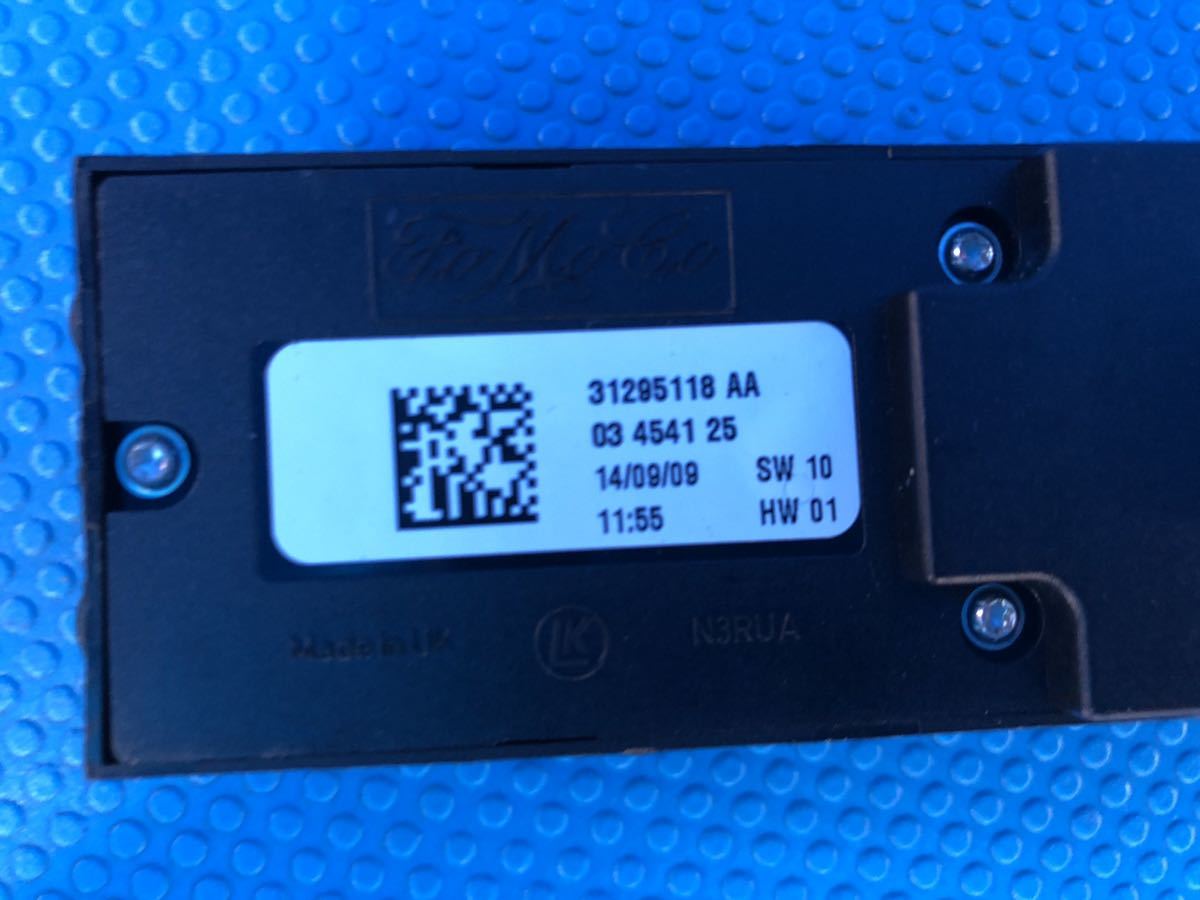 FoMoCo
31295118 AA
03 4541 25
14/09/09 SW 10
11:55 HW 01
Made in UK LK N3RUA